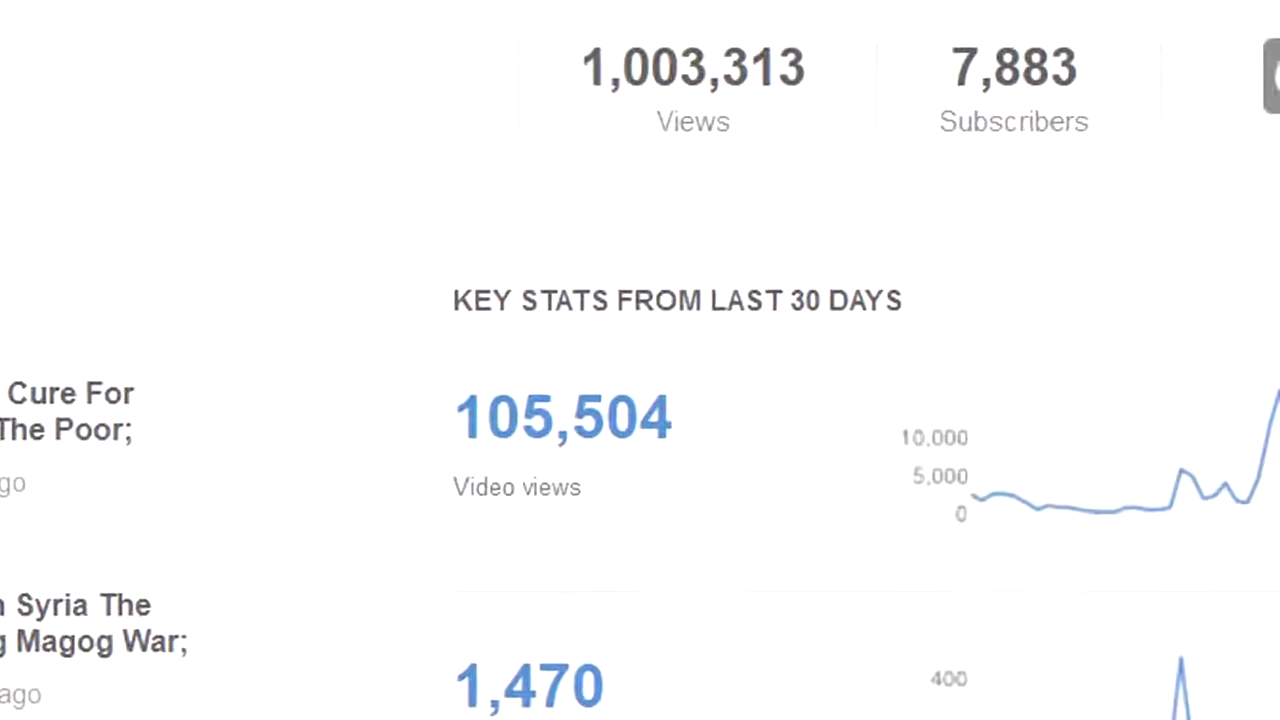 1,003,313
Views
7,883
Subscribers
KEY STATS FROM LAST 30 DAYS
Cure For
The Poor;
105,504
Video views
10,000
5,000
0
Syria The
Magog War;
ago
1,470
400